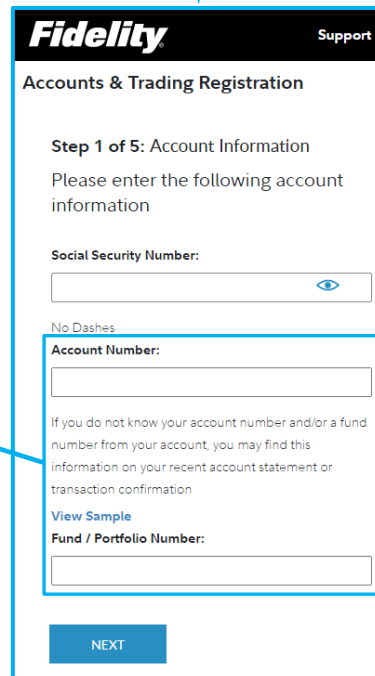 Fidelity
Support
Accounts & Trading Registration
Step 1 of 5: Account Information
Please enter the following account
information
Social Security Number:
No Dashes
Account Number:
If you do not know your account number and/or a fund
number from your account, you may find this
information on your recent account statement or
transaction confirmation
View Sample
Fund / Portfolio Number:
NEXT